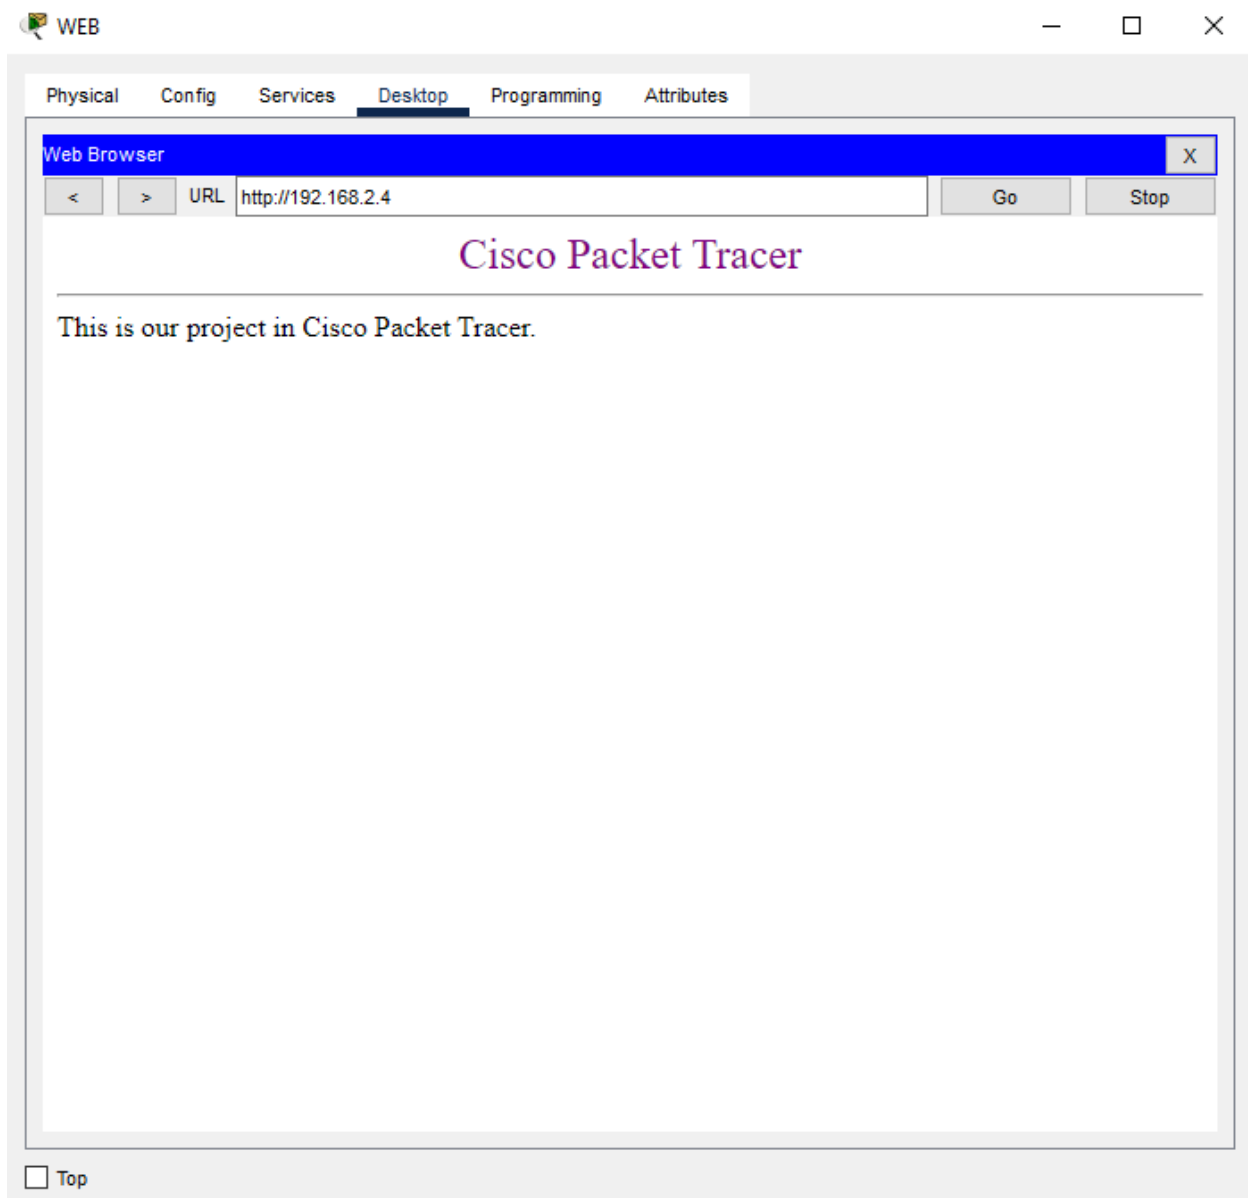 WEB
Physical Config Services Desktop Programming Attributes
Web Browser X
< > URL http://192.168.2.4 Go Stop
Cisco Packet Tracer
This is our project in Cisco Packet Tracer.
Top